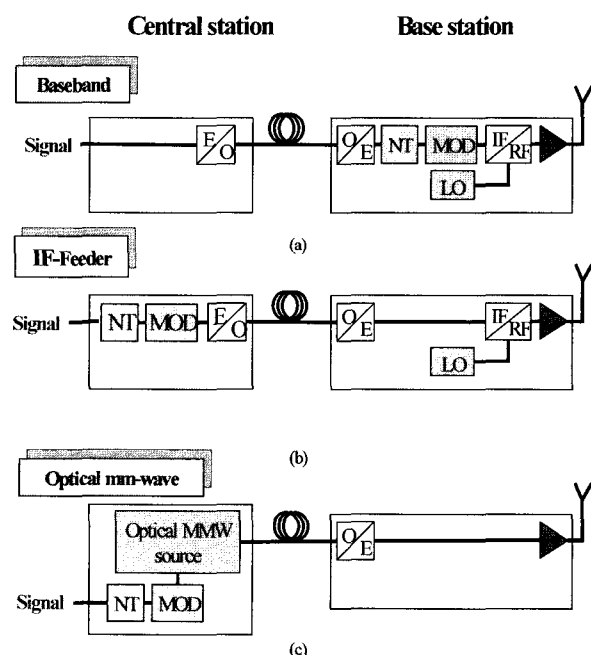 Central station
Base station
Baseband
Signal
E/O
O/E
NT
MOD
IF/RF
LO
(a)
IF-Feeder
Signal
NT
MOD
E/O
O/E
IF/RF
LO
(b)
Optical mm-wave
Optical MMW
source
O/E
Signal
NT
MOD
(c)